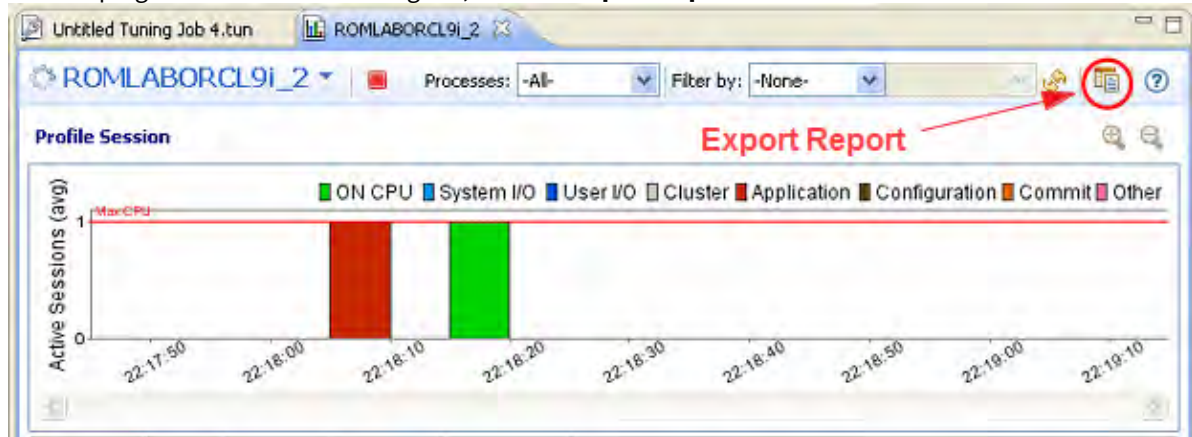 Untitled Tuning Job 4.tun ROMLABORCL9i_2
ROMLABORCL9i_2 Processes: -All- Filter by: -None-
Profile Session
Export Report
ON CPU System I/O User I/O Cluster Application Configuration Commit Other
Max CPU
Active Sessions (avg)
1
0
22:17:50 22:18:00 22:18:10 22:18:20 22:18:30 22:18:40 22:18:50 22:19:00 22:19:10